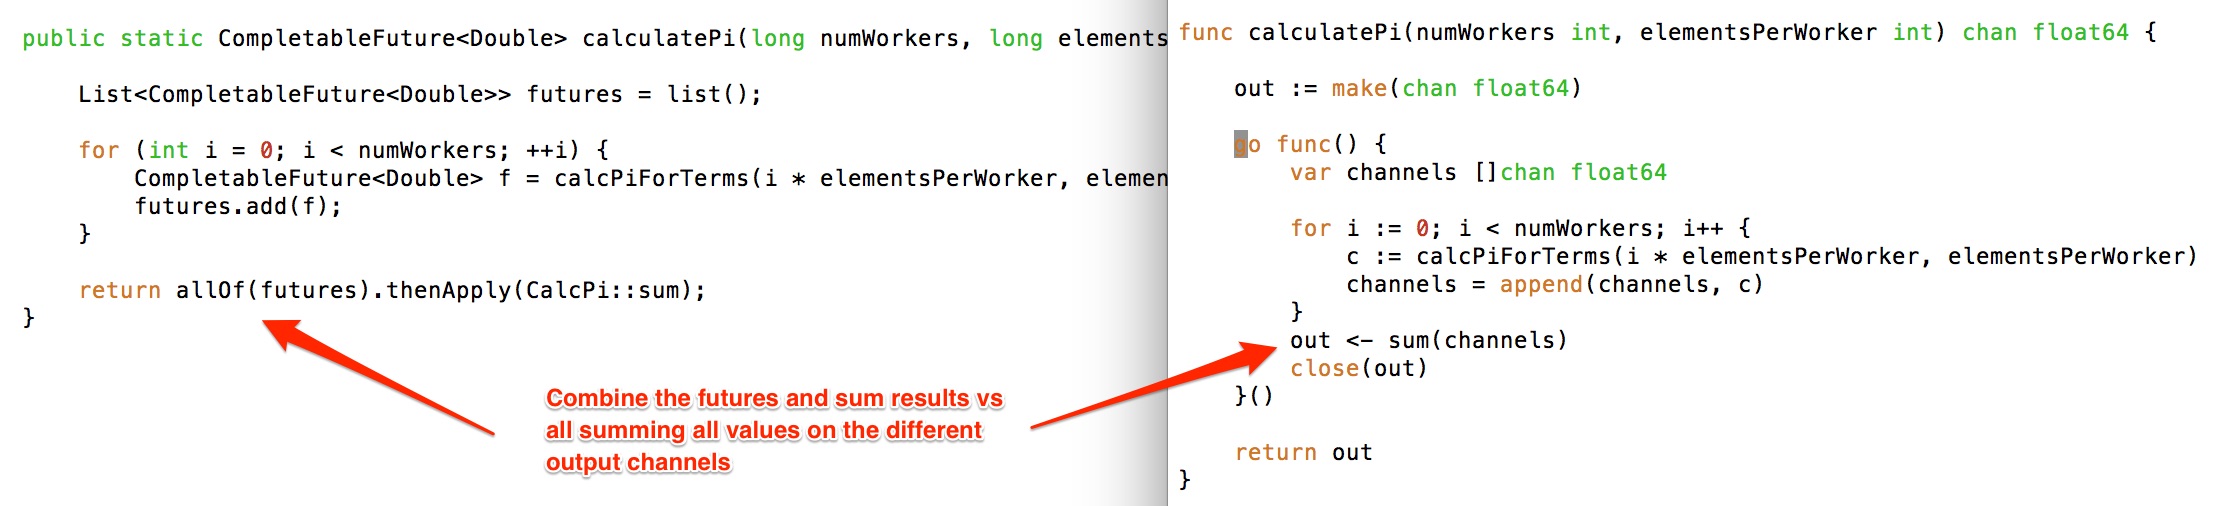 public static CompletableFuture<Double> calculatePi(long numWorkers, long elements
List<CompletableFuture<Double>> futures = list();
for (int i = 0; i < numWorkers; ++i) {
CompletableFuture<Double> f = calcPiForTerms(i * elementsPerWorker, elemen
futures.add(f);
}
return allOf(futures).thenApply(CalcPi::sum);
}
Combine the futures and sum results vs
all summing all values on the different
output channels
func calculatePi(numWorkers int, elementsPerWorker int) chan float64 {
out := make(chan float64)
go func() {
var channels []chan float64
for i := 0; i < numWorkers; i++ {
c := calcPiForTerms(i * elementsPerWorker, elementsPerWorker)
channels = append(channels, c)
}
out <- sum(channels)
close(out)
}()
return out
}